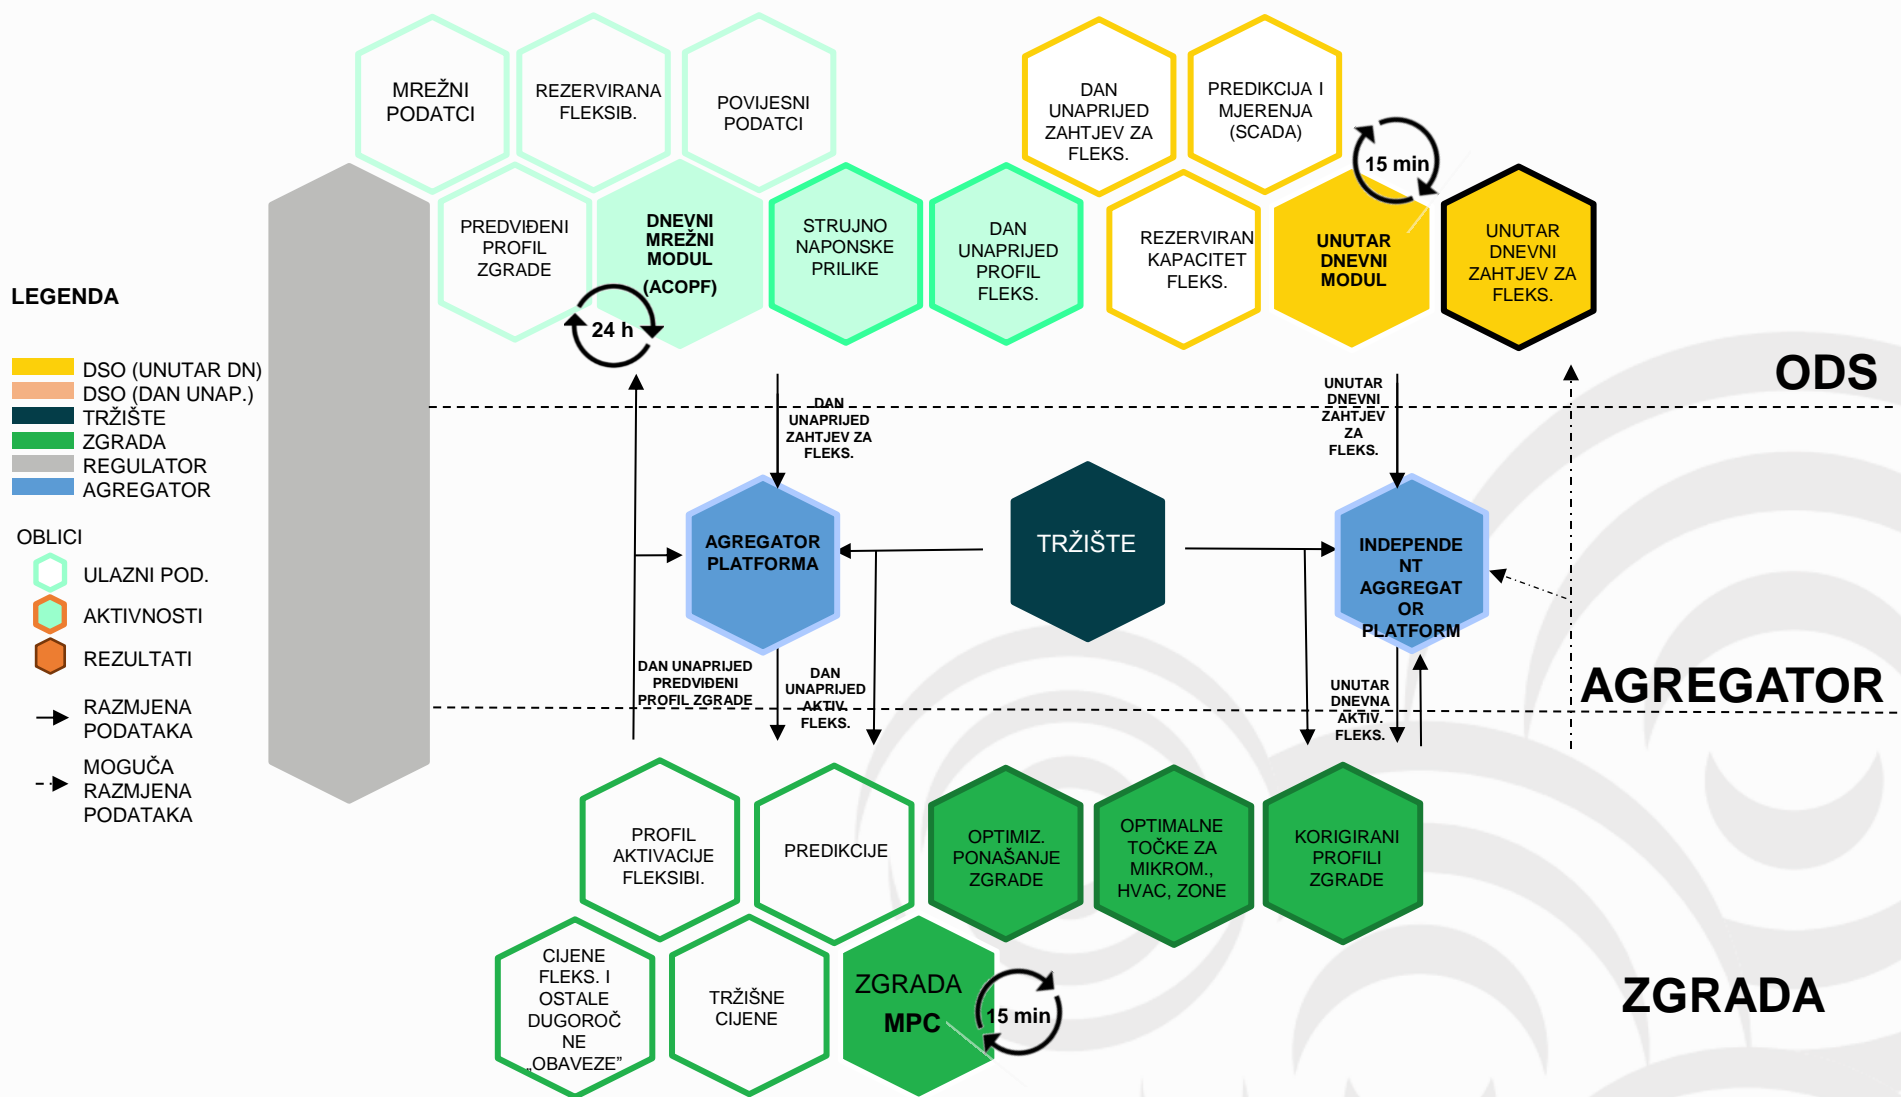 MREŽNI
PODATCI
REZERVIRANA
FLEKSIB.
POVIJESNI
PODATCI
DAN
UNAPRIJED
ZAHTJEV ZA
FLEKS.
PREDIKCIJA I
MJERENJA
(SCADA)
15 min
PREDVIĐENI
PROFIL
ZGRADE
DNEVNI
MREŽNI
MODUL
(ACOPF)
24 h
STRUJNO
NAPONSKE
PRILIKE
DAN
UNAPRIJED
PROFIL
FLEKS.
REZERVIRAN
KAPACITET
FLEKS.
UNUTAR
DNEVNI
MODUL
UNUTAR
DNEVNI
ZAHTJEV ZA
FLEKS.
LEGENDA
DSO (UNUTAR DN)
DSO (DAN UNAP.)
TRŽIŠTE
ZGRADA
REGULATOR
AGREGATOR
OBLICI
ULAZNI POD.
AKTIVNOSTI
REZULTATI
RAZMJENA
PODATAKA
MOGUČA
RAZMJENA
PODATAKA
ODS
DAN
UNAPRIJED
ZAHTJEV ZA
FLEKS.
UNUTAR
DNEVNI
ZAHTJEV
ZA
FLEKS.
AGREGATOR
PLATFORMA
TRŽIŠTE
INDEPENDE
NT
AGGREGAT
OR
PLATFORM
DAN UNAPRIJED
PREDVIĐENI
PROFIL ZGRADE
DAN
UNAPRIJED
AKTIV.
FLEKS.
UNUTAR
DNEVNA
AKTIV.
FLEKS.
AGREGATOR
PROFIL
AKTIVACIJE
FLEKSIBI.
PREDIKCIJE
OPTIMIZ.
PONAŠANJE
ZGRADE
OPTIMALNE
TOČKE ZA
MIKROM.,
HVAC, ZONE
KORIGIRANI
PROFILI
ZGRADE
CIJENE
FLEKS. I
OSTALE
DUGOROČ
NE
„OBAVEZE”
TRŽIŠNE
CIJENE
ZGRADA
MPC
15 min
ZGRADA